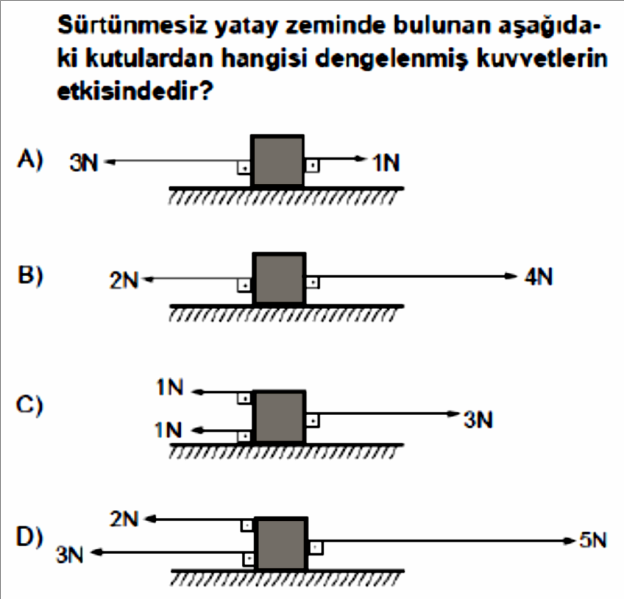 Sürtünmesiz yatay zeminde bulunan aşağıda-
ki kutulardan hangisi dengelenmiş kuvvetlerin
etkisindedir?
A) 3N 1N
B) 2N 4N
1N
C) 3N
1N
2N
D) 5N
3N